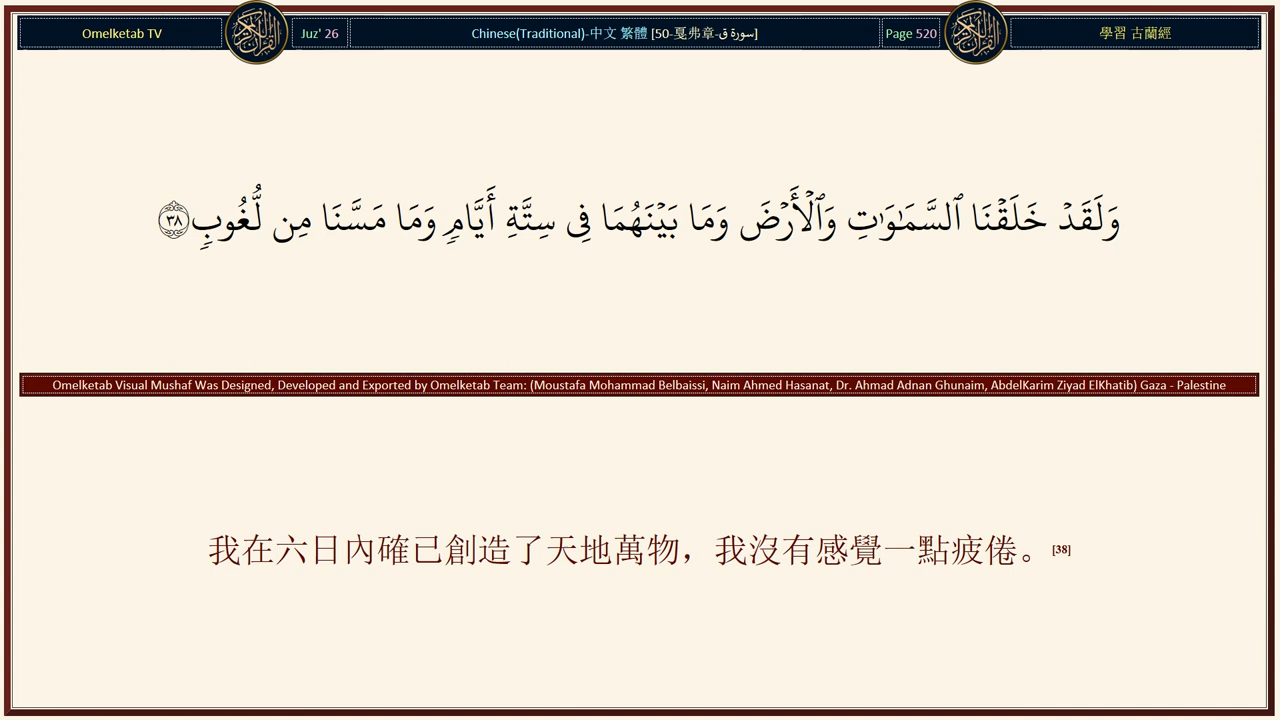 Omelketab TV
Juz' 26
Chinese(Traditional)-中文 繁體 [50-戛弗章-سورة ق]
Page 520
學習 古蘭經
وَلَقَدۡ خَلَقۡنَا ٱلسَّمَٰوَٰتِ وَٱلۡأَرۡضَ وَمَا بَيۡنَهُمَا فِي سِتَّةِ أَيَّامٖ وَمَا مَسَّنَا مِن لُّغُوبٖ ٣٨
Omelketab Visual Mushaf Was Designed, Developed and Exported by Omelketab Team: (Moustafa Mohammad Belbaissi, Naim Ahmed Hasanat, Dr. Ahmad Adnan Ghunaim, AbdelKarim Ziyad ElKhatib) Gaza - Palestine
我在六日內確已創造了天地萬物，我沒有感覺一點疲倦。[38]